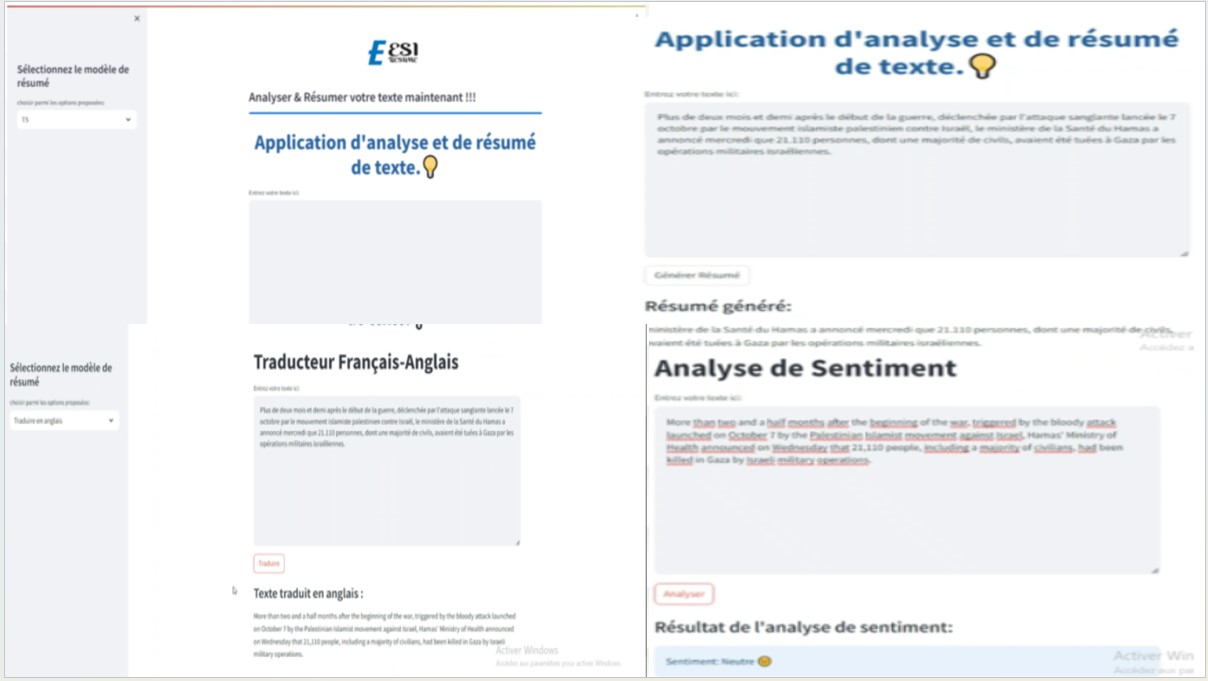 ×
Sélectionnez le modèle de
résumé
choisir parmi les options proposées:
T5
ESI
RESUME
Analyser & Résumer votre texte maintenant !!!
Application d'analyse et de résumé
de texte.
Entrez votre texte ici:
Application d'analyse et de résumé
de texte.
Entrez votre texte ici:
Plus de deux mois et demi après le début de la guerre, déclenchée par l'attaque sanglante lancée le 7
octobre par le mouvement islamiste palestinien contre Israël, le ministère de la Santé du Hamas a
annoncé mercredi que 21.110 personnes, dont une majorité de civils, avaient été tuées à Gaza par les
opérations militaires israéliennes.
Générer Résumé
Résumé généré:
Sélectionnez le modèle de
résumé
choisir parmi les options proposées:
Traduire en anglais
Traducteur Français-Anglais
Entrez votre texte ici:
Plus de deux mois et demi après le début de la guerre, déclenchée par l'attaque sanglante lancée le 7
octobre par le mouvement islamiste palestinien contre Israël, le ministère de la Santé du Hamas a
annoncé mercredi que 21.110 personnes, dont une majorité de civils, avaient été tuées à Gaza par les
opérations militaires israéliennes.
Traduire
Texte traduit en anglais :
More than two and a half months after the beginning of the war, triggered by the bloody attack launched
on October 7 by the Palestinian Islamist movement against Israel, Hamas' Ministry of Health announced
on Wednesday that 21,110 people, including a majority of civilians, had been killed in Gaza by Israeli
military operations.
Activer Windows
Accédez aux paramètres pour activer Windows.
ministère de la Santé du Hamas a annoncé mercredi que 21.110 personnes, dont une majorité de civils,
avaient été tuées à Gaza par les opérations militaires israéliennes.
Activer
Accédez a
Analyse de Sentiment
Entrez votre texte ici:
More than two and a half months after the beginning of the war, triggered by the bloody attack
launched on October 7 by the Palestinian Islamist movement against Israel, Hamas' Ministry of
Health announced on Wednesday that 21,110 people, including a majority of civilians, had been
killed in Gaza by Israeli military operations.
Analyser
Résultat de l'analyse de sentiment:
Sentiment: Neutre
Activer Win
Accédez aux par